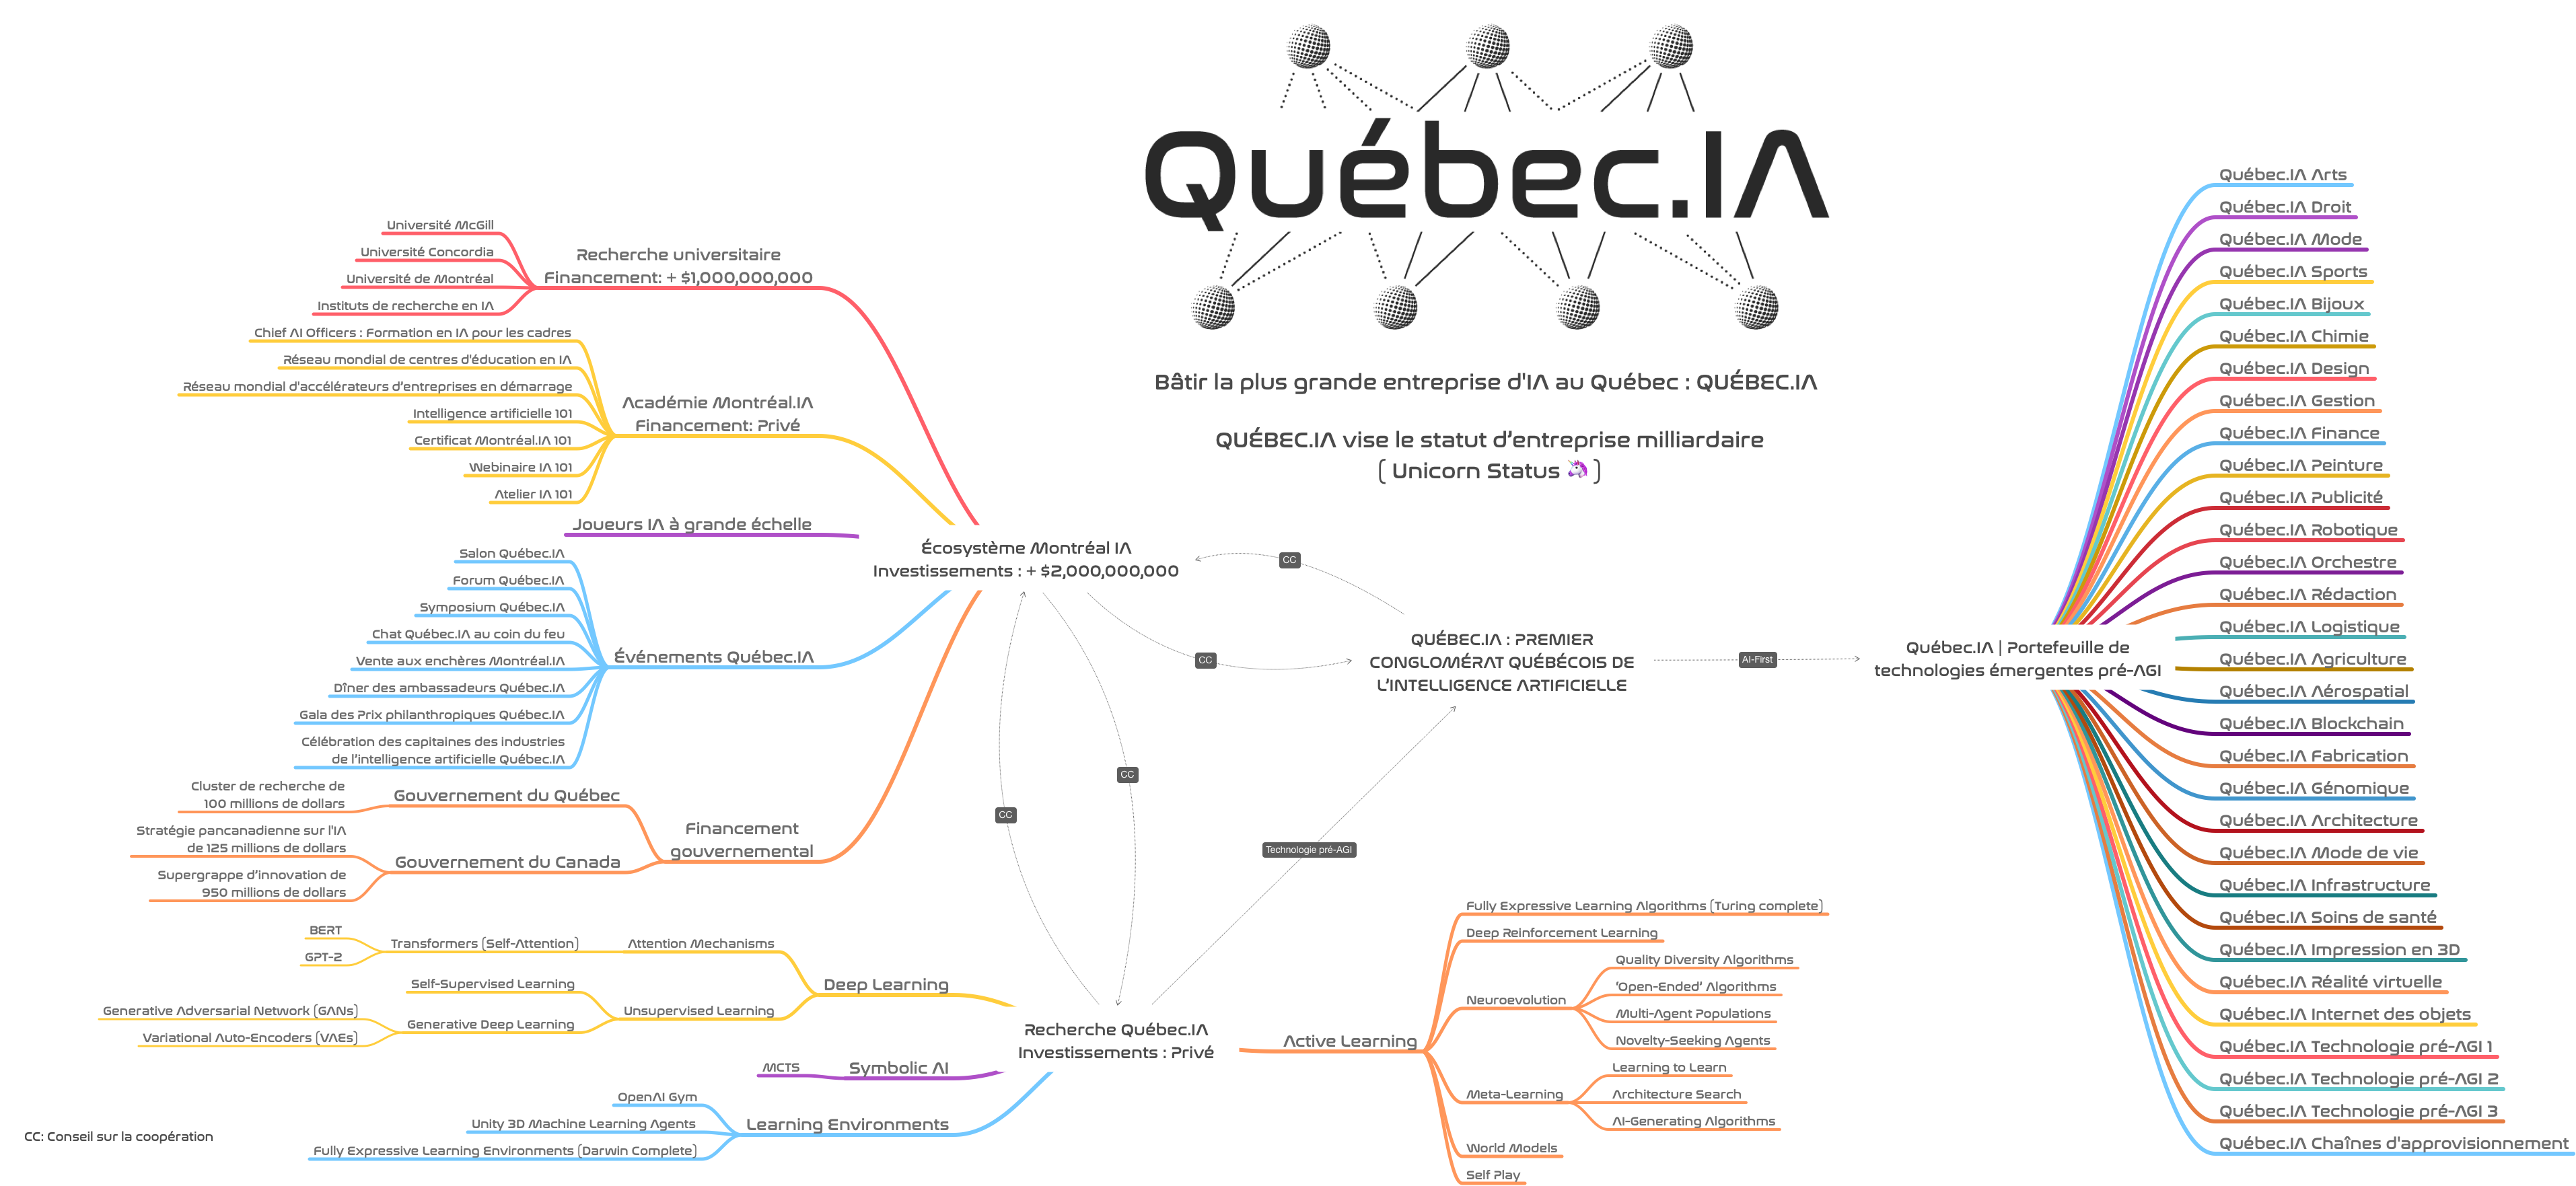 Québec.IA
Bâtir la plus grande entreprise d'IA au Québec : QUÉBEC.IA
QUÉBEC.IA vise le statut d’entreprise milliardaire
( Unicorn Status 🦄 )
Université McGill
Université Concordia
Université de Montréal
Instituts de recherche en IA
Recherche universitaire
Financement: + $1,000,000,000
Chief AI Officers : Formation en IA pour les cadres
Réseau mondial de centres d'éducation en IA
Réseau mondial d'accélérateurs d’entreprises en démarrage
Intelligence artificielle 101
Certificat Montréal.IA 101
Webinaire IA 101
Atelier IA 101
Académie Montréal.IA
Financement: Privé
Joueurs IA à grande échelle
Salon Québec.IA
Forum Québec.IA
Symposium Québec.IA
Chat Québec.IA au coin du feu
Vente aux enchères Montréal.IA
Dîner des ambassadeurs Québec.IA
Gala des Prix philanthropiques Québec.IA
Célébration des capitaines des industries
de l’intelligence artificielle Québec.IA
Événements Québec.IA
Cluster de recherche de
100 millions de dollars
Gouvernement du Québec
Stratégie pancanadienne sur l'IA
de 125 millions de dollars
Supergrappe d’innovation de
950 millions de dollars
Gouvernement du Canada
Financement
gouvernemental
Écosystème Montréal IA
Investissements : + $2,000,000,000
CC
CC
CC
CC
QUÉBEC.IA : PREMIER
CONGLOMÉRAT QUÉBÉCOIS DE
L’INTELLIGENCE ARTIFICIELLE
AI-First
Technologie pré-AGI
BERT
GPT-2
Transformers (Self-Attention)
Attention Mechanisms
Self-Supervised Learning
Generative Adversarial Network (GANs)
Variational Auto-Encoders (VAEs)
Generative Deep Learning
Unsupervised Learning
Deep Learning
MCTS
Symbolic AI
OpenAI Gym
Unity 3D Machine Learning Agents
Fully Expressive Learning Environments (Darwin Complete)
Learning Environments
Recherche Québec.IA
Investissements : Privé
Active Learning
Fully Expressive Learning Algorithms (Turing complete)
Deep Reinforcement Learning
Neuroevolution
Quality Diversity Algorithms
‘Open-Ended’ Algorithms
Multi-Agent Populations
Novelty-Seeking Agents
Meta-Learning
Learning to Learn
Architecture Search
AI-Generating Algorithms
World Models
Self Play
Québec.IA | Portefeuille de
technologies émergentes pré-AGI
Québec.IA Arts
Québec.IA Droit
Québec.IA Mode
Québec.IA Sports
Québec.IA Bijoux
Québec.IA Chimie
Québec.IA Design
Québec.IA Gestion
Québec.IA Finance
Québec.IA Peinture
Québec.IA Publicité
Québec.IA Robotique
Québec.IA Orchestre
Québec.IA Rédaction
Québec.IA Logistique
Québec.IA Agriculture
Québec.IA Aérospatial
Québec.IA Blockchain
Québec.IA Fabrication
Québec.IA Génomique
Québec.IA Architecture
Québec.IA Mode de vie
Québec.IA Infrastructure
Québec.IA Soins de santé
Québec.IA Impression en 3D
Québec.IA Réalité virtuelle
Québec.IA Internet des objets
Québec.IA Technologie pré-AGI 1
Québec.IA Technologie pré-AGI 2
Québec.IA Technologie pré-AGI 3
Québec.IA Chaînes d'approvisionnement
CC: Conseil sur la coopération